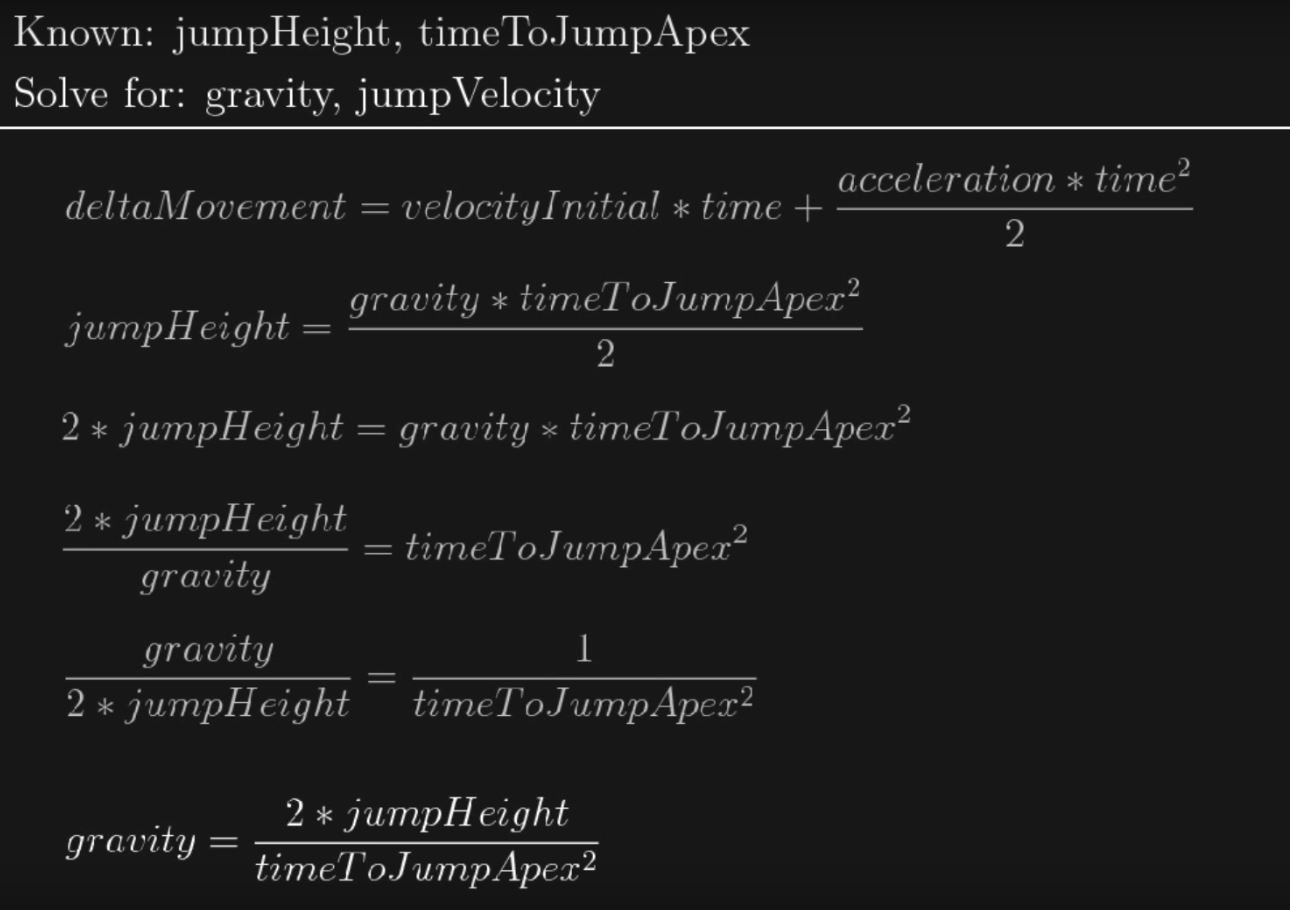 Known: jumpHeight, timeToJumpApex
Solve for: gravity, jumpVelocity
deltaMovement = velocityInitial * time + \frac{acceleration * time^2}{2}
jumpHeight = \frac{gravity * timeToJumpApex^2}{2}
2 * jumpHeight = gravity * timeToJumpApex^2
\frac{2 * jumpHeight}{gravity} = timeToJumpApex^2
\frac{gravity}{2 * jumpHeight} = \frac{1}{timeToJumpApex^2}
gravity = \frac{2 * jumpHeight}{timeToJumpApex^2}